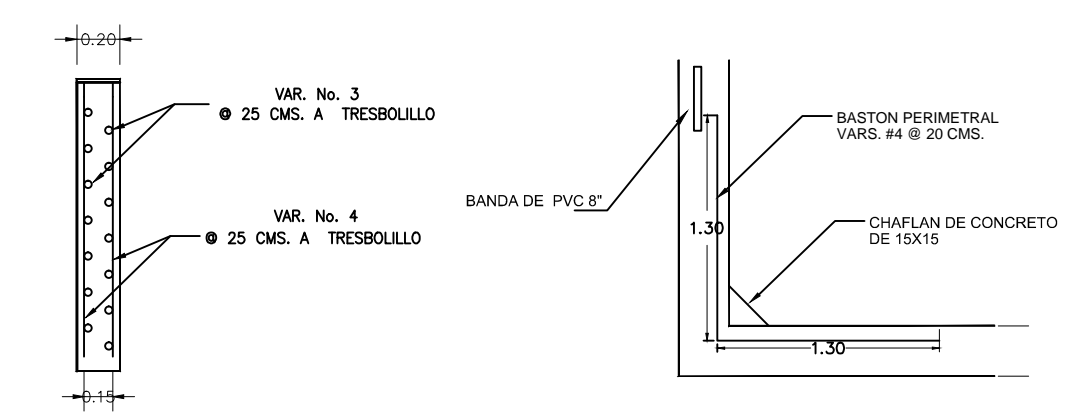 0.20
VAR. No. 3
@ 25 CMS. A TRESBOLILLO
VAR. No. 4
@ 25 CMS. A TRESBOLILLO
0.15
BASTON PERIMETRAL
VARS. #4 @ 20 CMS.
BANDA DE PVC 8"
CHAFLAN DE CONCRETO
DE 15X15
1.30
1.30